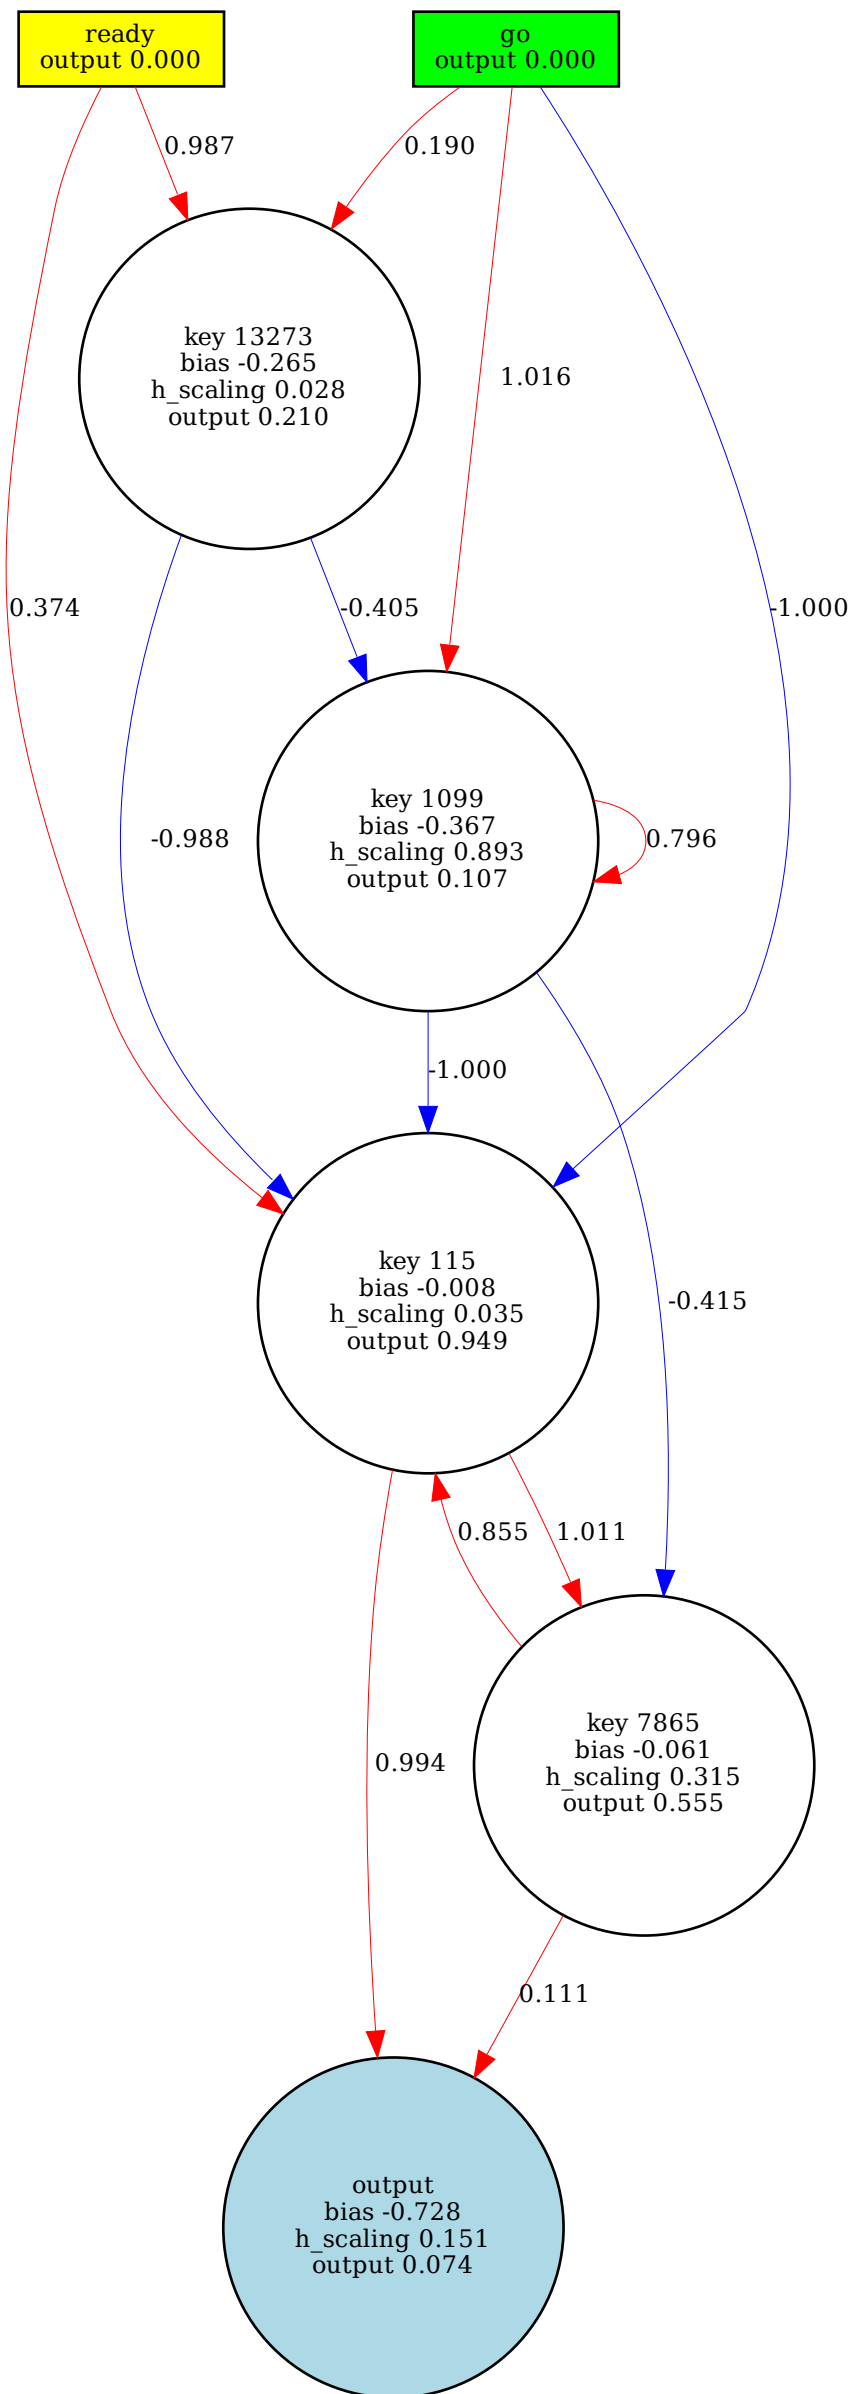 ready
output 0.000
go
output 0.000
0.987
0.190
key 13273
bias -0.265
h_scaling 0.028
output 0.210
1.016
0.374
-0.405
-1.000
key 1099
bias -0.367
h_scaling 0.893
output 0.107
-0.988
0.796
-1.000
key 115
bias -0.008
h_scaling 0.035
output 0.949
-0.415
0.855
1.011
key 7865
bias -0.061
h_scaling 0.315
output 0.555
0.994
0.111
output
bias -0.728
h_scaling 0.151
output 0.074